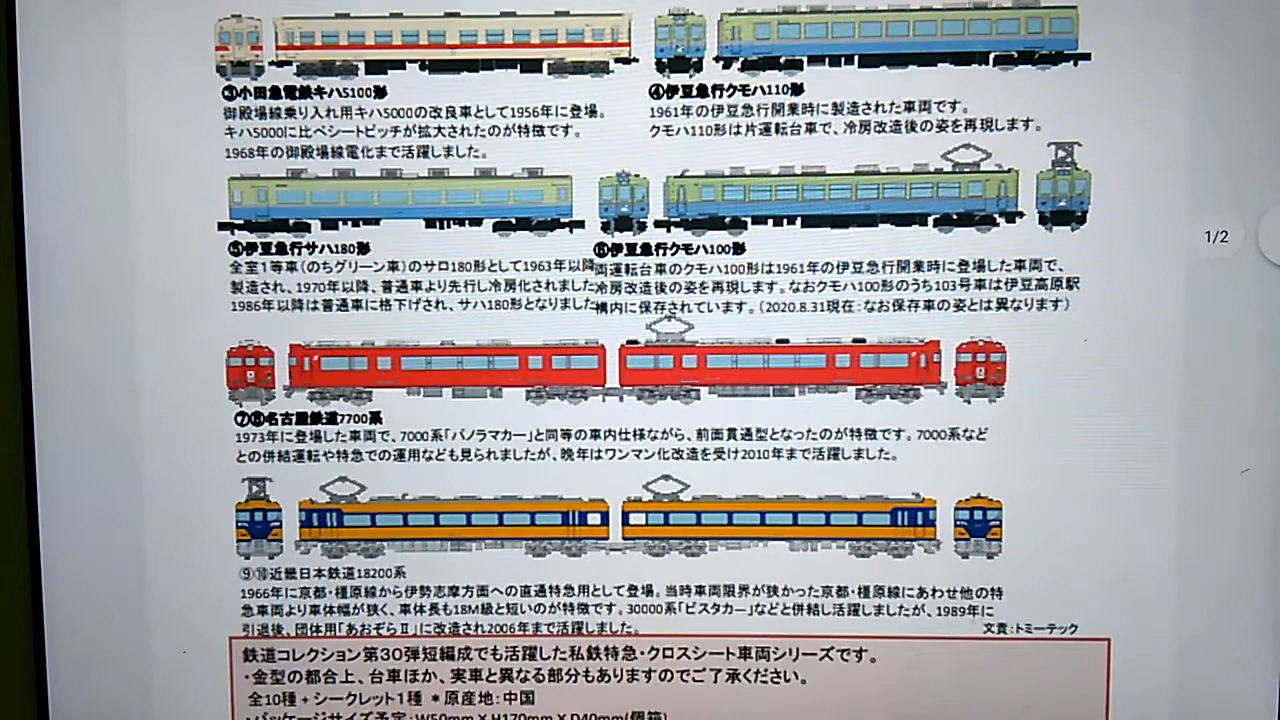 ③小田急電鉄キハ5100形
御殿場線乗り入れ用キハ5000の改良車として1956年に登場。
キハ5000に比べシートピッチが拡大されたのが特徴です。
1968年の御殿場線電化まで活躍しました。
④伊豆急行クモハ110形
1961年の伊豆急行開業時に製造された車両です。
クモハ110形は片運転台車で、冷房改造後の姿を再現します。
⑤伊豆急行サハ180形
全室1等車(のちグリーン車)のサロ180形として1963年以降
製造され、1970年以降、普通車より先行し冷房化されました。
1986年以降は普通車に格下げされ、サハ180形となりました。
⑥伊豆急行クモハ100形
両運転台車のクモハ100形は1961年の伊豆急行開業時に登場した車両で、
冷房改造後の姿を再現します。なおクモハ100形のうち103号車は伊豆高原駅
構内に保存されています。(2020.8.31現在:なお保存車の姿とは異なります)
1/2
⑦⑧名古屋鉄道7700系
1973年に登場した車両で、7000系「パノラマカー」と同等の車内仕様ながら、前面貫通型となったのが特徴です。7000系など
との併結運転や特急での運用なども見られましたが、晩年はワンマン化改造を受け2010年まで活躍しました。
⑨⑩近畿日本鉄道18200系
1966年に京都・橿原線から伊勢志摩方面への直通特急用として登場。当時車両限界が狭かった京都・橿原線にあわせ他の特
急車両より車体幅が狭く、車体長も18M級と短いのが特徴です。30000系「ビスタカー」などと併結し活躍しましたが、1989年に
引退後、団体用「あおぞらⅡ」に改造され2006年まで活躍しました。
文責:トミーテック
鉄道コレクション第30弾短編成でも活躍した私鉄特急・クロスシート車両シリーズです。
・金型の都合上、台車ほか、実車と異なる部分もありますのでご了承ください。
全10種+シークレット1種 *原産地:中国
・パッケージサイズ予定:W50mm×H170mm×D40mm(個箱)